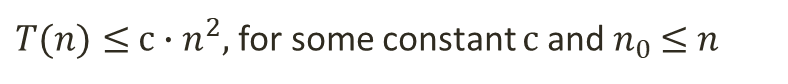 T(n) ≤ c · n², for some constant c and n₀ ≤ n